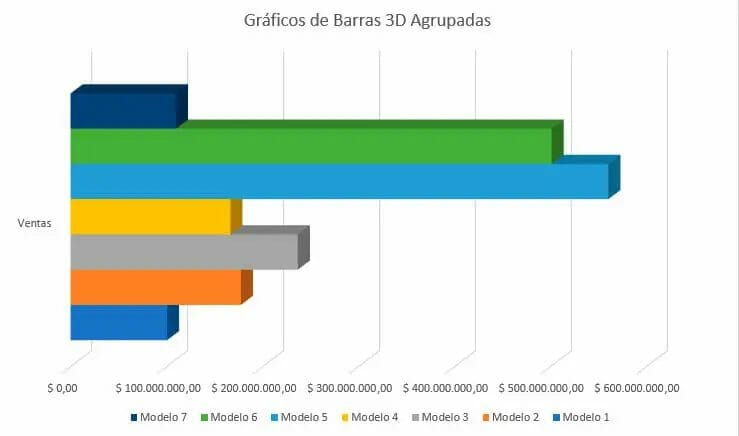 Gráficos de Barras 3D Agrupadas
Ventas
$ 0,00 $ 100.000.000,00 $ 200.000.000,00 $ 300.000.000,00 $ 400.000.000,00 $ 500.000.000,00 $ 600.000.000,00
Modelo 7 Modelo 6 Modelo 5 Modelo 4 Modelo 3 Modelo 2 Modelo 1